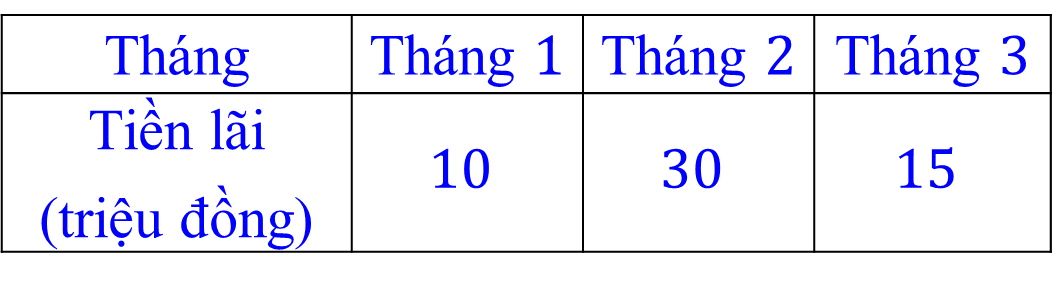 Tháng Tháng 1 Tháng 2 Tháng 3
Tiền lãi
(triệu đồng) 10 30 15